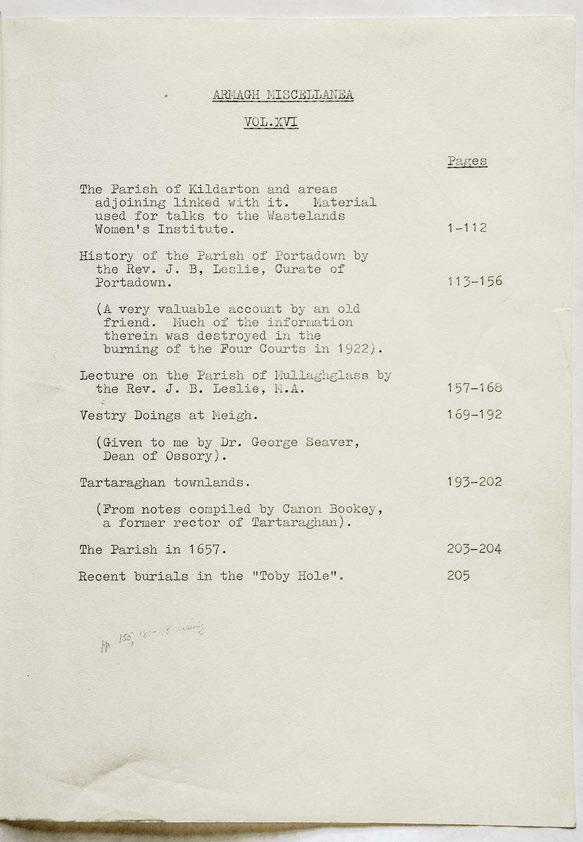 ARMAGH MISCELLANEA
VOL.XVI
Pages
The Parish of Kildarton and areas
adjoining linked with it. Material
used for talks to the Wastelands
Women's Institute. 1-112
History of the Parish of Portadown by
the Rev. J. B, Leslie, Curate of
Portadown. 113-156
(A very valuable account by an old
friend. Much of the information
therein was destroyed in the
burning of the Four Courts in 1922).
Lecture on the Parish of Mullaghglass by
the Rev. J. B. Leslie, M.A. 157-168
Vestry Doings at Meigh. 169-192
(Given to me by Dr. George Seaver,
Dean of Ossory).
Tartaraghan townlands. 193-202
(From notes compiled by Canon Bookey,
a former rector of Tartaraghan).
The Parish in 1657. 203-204
Recent burials in the "Toby Hole". 205